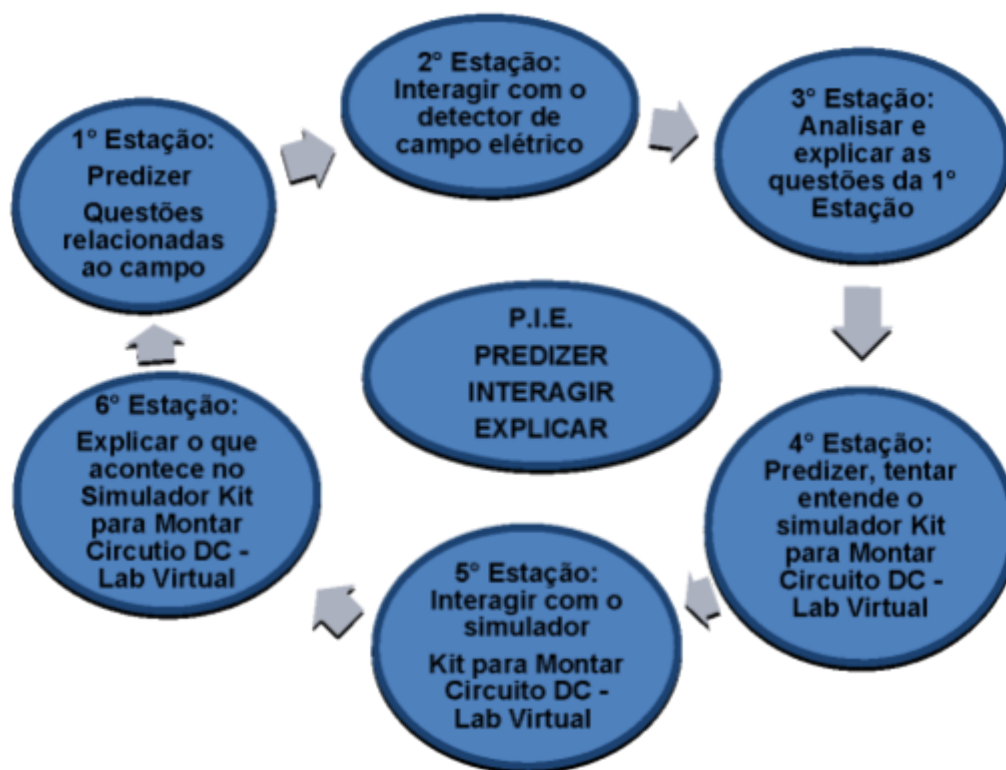 1° Estação:
Predizer
Questões
relacionadas
ao campo
2° Estação:
Interagir com o
detector de
campo elétrico
3° Estação:
Analisar e
explicar as
questões da 1°
Estação
4° Estação:
Predizer, tentar
entende o
simulador Kit
para Montar
Circuito DC -
Lab Virtual
5° Estação:
Interagir com o
simulador
Kit para Montar
Circuito DC -
Lab Virtual
6° Estação:
Explicar o que
acontece no
Simulador Kit
para Montar
Circutio DC -
Lab Virtual
P.I.E.
PREDIZER
INTERAGIR
EXPLICAR